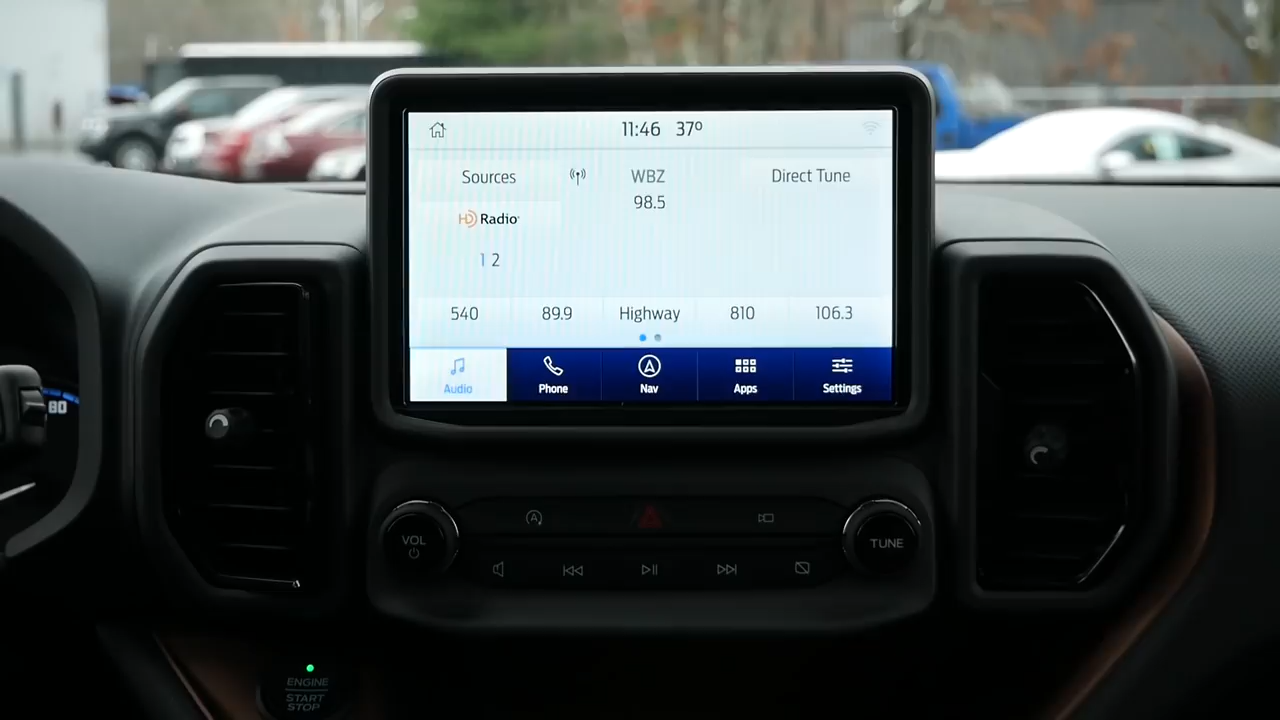 11:46 37º
Sources WBZ Direct Tune
98.5
HD Radio
1 2
540 89.9 Highway 810 106.3
Audio Phone Nav Apps Settings
80
VOL TUNE
ENGINE
START
STOP